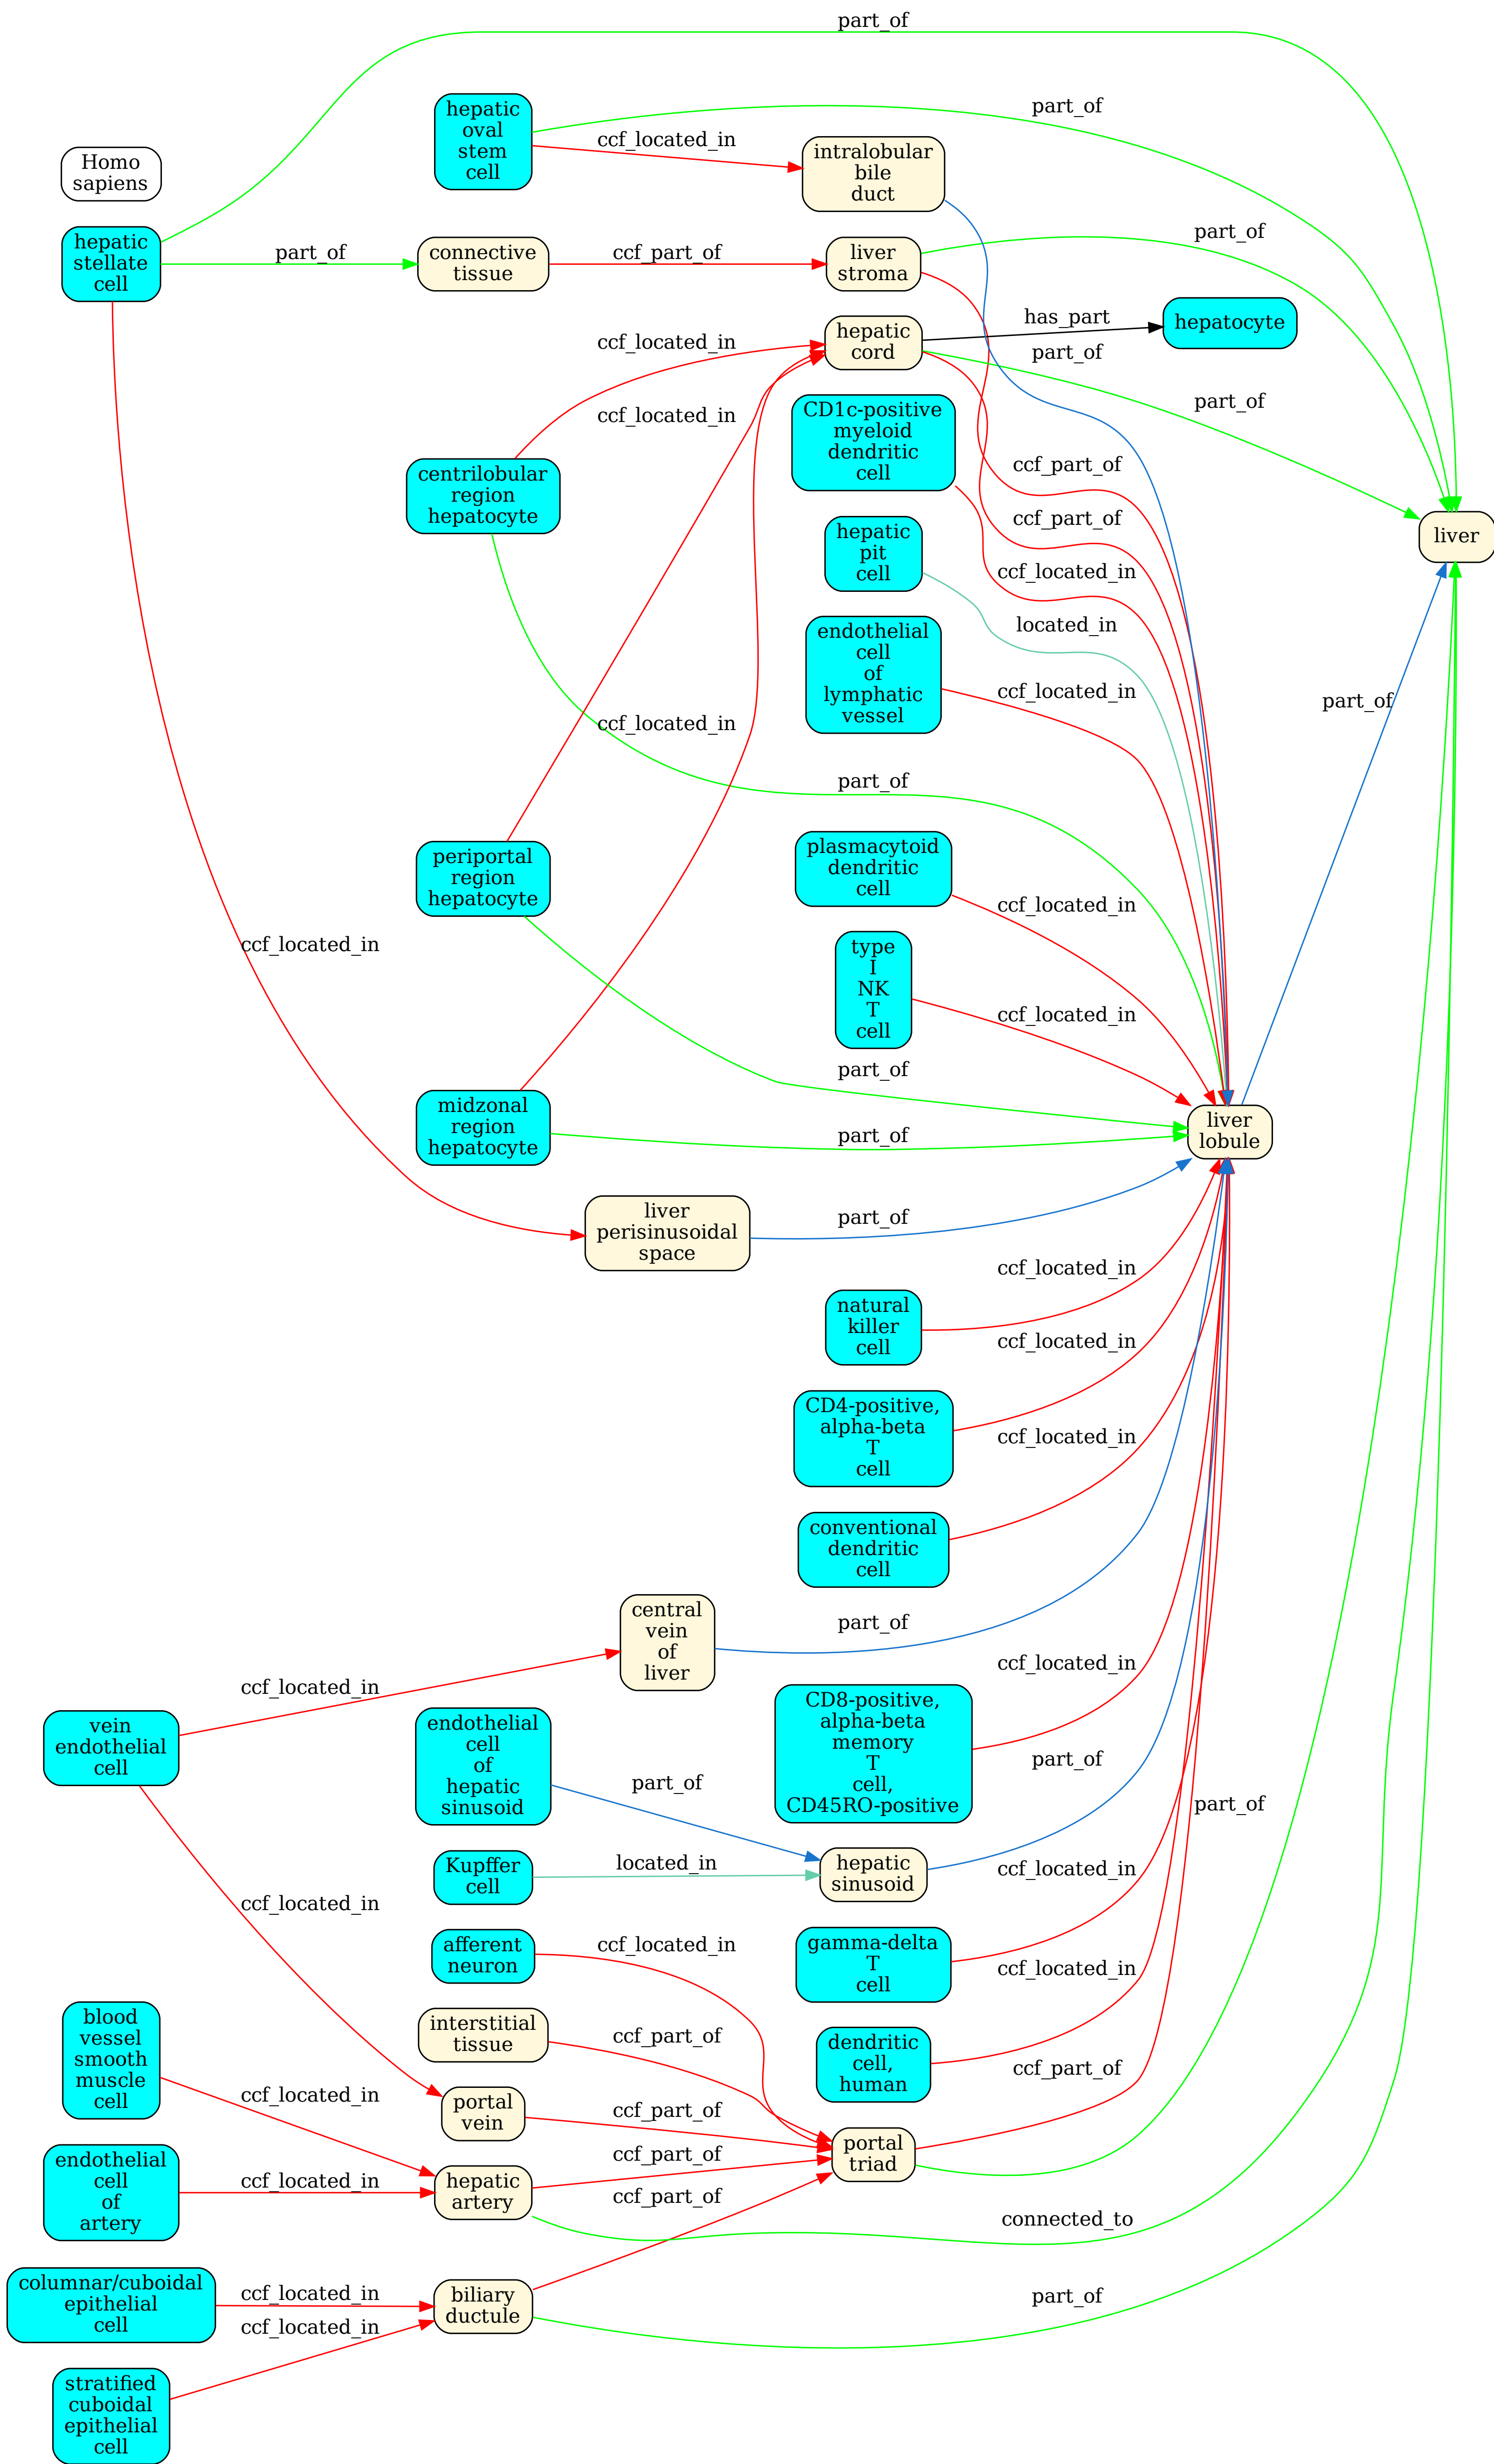 part_of
hepatic
oval
stem
cell
part_of
ccf_located_in
intralobular
bile
duct
Homo
sapiens
hepatic
stellate
cell
part_of
connective
tissue
ccf_part_of
liver
stroma
part_of
hepatic
cord
has_part
hepatocyte
ccf_located_in
part_of
part_of
ccf_located_in
CD1c-positive
myeloid
dendritic
cell
ccf_part_of
centrilobular
region
hepatocyte
ccf_part_of
hepatic
pit
cell
liver
ccf_located_in
located_in
endothelial
cell
of
lymphatic
vessel
ccf_located_in
part_of
ccf_located_in
part_of
periportal
region
hepatocyte
plasmacytoid
dendritic
cell
ccf_located_in
ccf_located_in
type
I
NK
T
cell
ccf_located_in
part_of
midzonal
region
hepatocyte
part_of
liver
lobule
liver
perisinusoidal
space
part_of
ccf_located_in
natural
killer
cell
ccf_located_in
CD4-positive,
alpha-beta
T
cell
ccf_located_in
conventional
dendritic
cell
central
vein
of
liver
part_of
ccf_located_in
ccf_located_in
vein
endothelial
cell
endothelial
cell
of
hepatic
sinusoid
CD8-positive,
alpha-beta
memory
T
cell,
CD45RO-positive
part_of
part_of
part_of
Kupffer
cell
located_in
hepatic
sinusoid
ccf_located_in
ccf_located_in
afferent
neuron
ccf_located_in
gamma-delta
T
cell
ccf_located_in
blood
vessel
smooth
muscle
cell
interstitial
tissue
ccf_part_of
dendritic
cell,
human
ccf_part_of
ccf_located_in
portal
vein
ccf_part_of
portal
triad
endothelial
cell
of
artery
ccf_located_in
hepatic
artery
ccf_part_of
ccf_part_of
connected_to
columnar/cuboidal
epithelial
cell
ccf_located_in
biliary
ductule
part_of
ccf_located_in
stratified
cuboidal
epithelial
cell